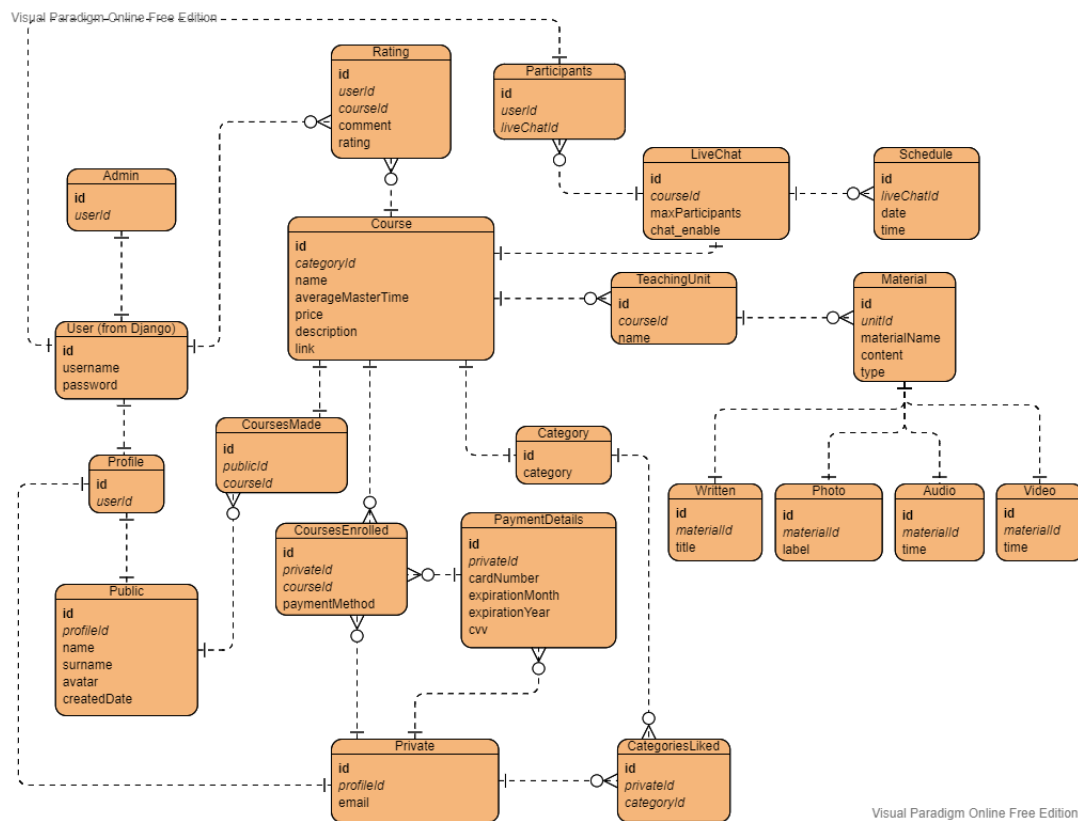 Visual Paradigm Online Free Edition
Rating
id
userId
courseId
comment
rating
Participants
id
userId
liveChatId
LiveChat
id
courseId
maxParticipants
chat_enable
Schedule
id
liveChatId
date
time
Admin
id
userId
Course
id
categoryId
name
averageMasterTime
price
description
link
TeachingUnit
id
courseId
name
Material
id
unitId
materialName
content
type
User (from Django)
id
username
password
CoursesMade
id
publicId
courseId
Category
id
category
Profile
id
userId
Written
id
materialId
title
Photo
id
materialId
label
Audio
id
materialId
time
Video
id
materialId
time
CoursesEnrolled
id
privateId
courseId
paymentMethod
PaymentDetails
id
privateId
cardNumber
expirationMonth
expirationYear
cvv
Public
id
profileId
name
surname
avatar
createdDate
Private
id
profileId
email
CategoriesLiked
id
privateId
categoryId
Visual Paradigm Online Free Edition